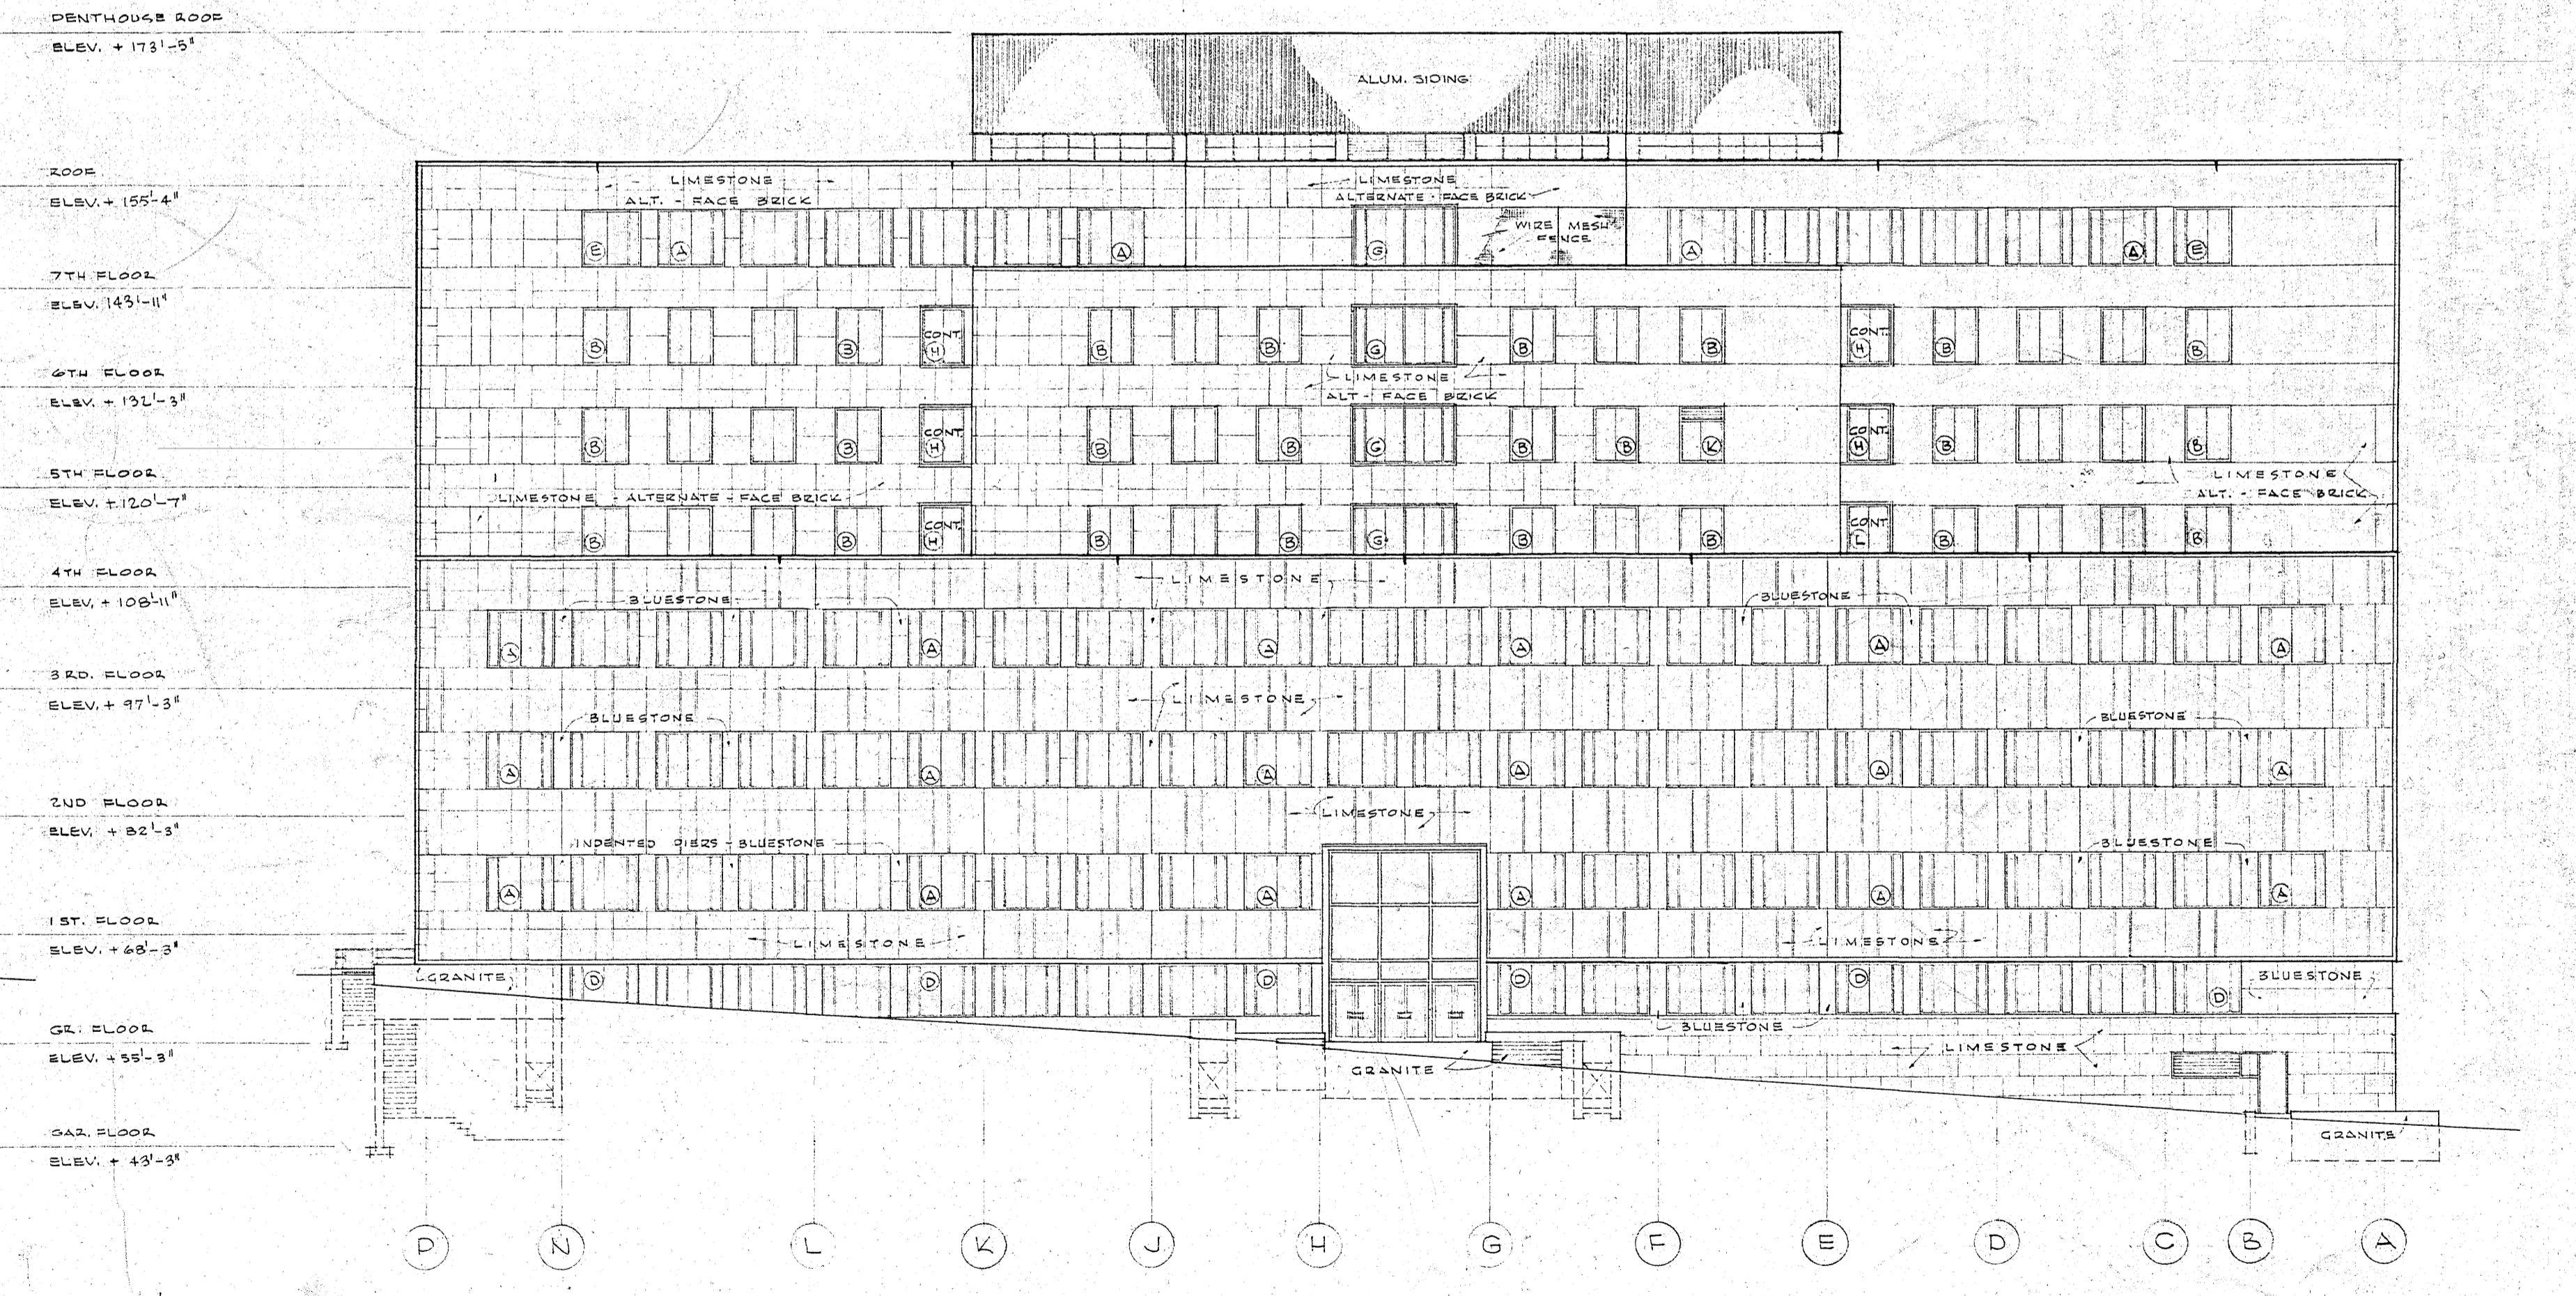 PENTHOUSE ROOF
ELEV. + 173'-5"
ALUM. SIDING
ROOF
ELEV. + 155'-4"
LIMESTONE
ALT. - FACE BRICK
LIMESTONE
ALTERNATE - FACE BRICK
WIRE MESH
FENCE
E A A G A A E
7TH FLOOR
ELEV. 143'-11"
CONT. CONT.
B B H B B G B B H B B
6TH FLOOR
ELEV. + 132'-3"
LIMESTONE
ALT - FACE BRICK
CONT. CONT.
B B H B B G B B K H B B
5TH FLOOR
ELEV. + 120'-7"
LIMESTONE - ALTERNATE - FACE BRICK
LIMESTONE
ALT. - FACE BRICK
CONT. CONT.
B B H B B G B B L B B
4TH FLOOR
ELEV. + 108'-11"
LIMESTONE
BLUESTONE
BLUESTONE
A A A A A A
3RD. FLOOR
ELEV. + 97'-3"
LIMESTONE
BLUESTONE
BLUESTONE
A A A A A A
2ND FLOOR
ELEV. + 82'-3"
LIMESTONE
INDENTED PIERS - BLUESTONE
BLUESTONE
A A A A A A
1ST. FLOOR
ELEV. + 68'-3"
LIMESTONE
LIMESTONE
GRANITE
D D D D D D
BLUESTONE
GR. FLOOR
ELEV. + 55'-3"
BLUESTONE
LIMESTONE
GRANITE
GAR. FLOOR
ELEV. + 43'-3"
GRANITE
P N L K J H G F E D C B A